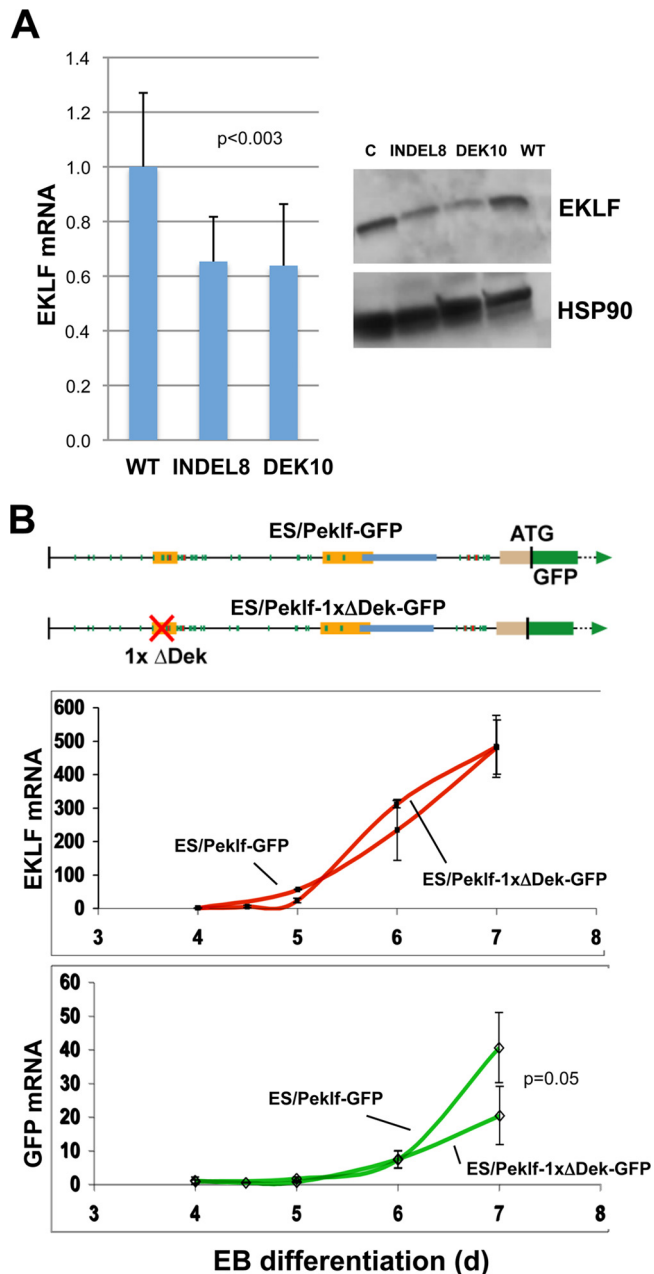 A
1.4
1.2
1.0
0.8
0.6
0.4
0.2
0.0
EKLF mRNA
p<0.003
WT INDEL8 DEK10
C INDEL8 DEK10 WT
EKLF
HSP90
B
ES/Peklf-GFP
ATG
GFP
ES/Peklf-1xΔDek-GFP
1x ΔDek
600
500
400
300
200
100
0
EKLF mRNA
ES/Peklf-GFP
ES/Peklf-1xΔDek-GFP
3 4 5 6 7 8
60
50
40
30
20
10
0
GFP mRNA
p=0.05
ES/Peklf-GFP
ES/Peklf-1xΔDek-GFP
3 4 5 6 7 8
EB differentiation (d)